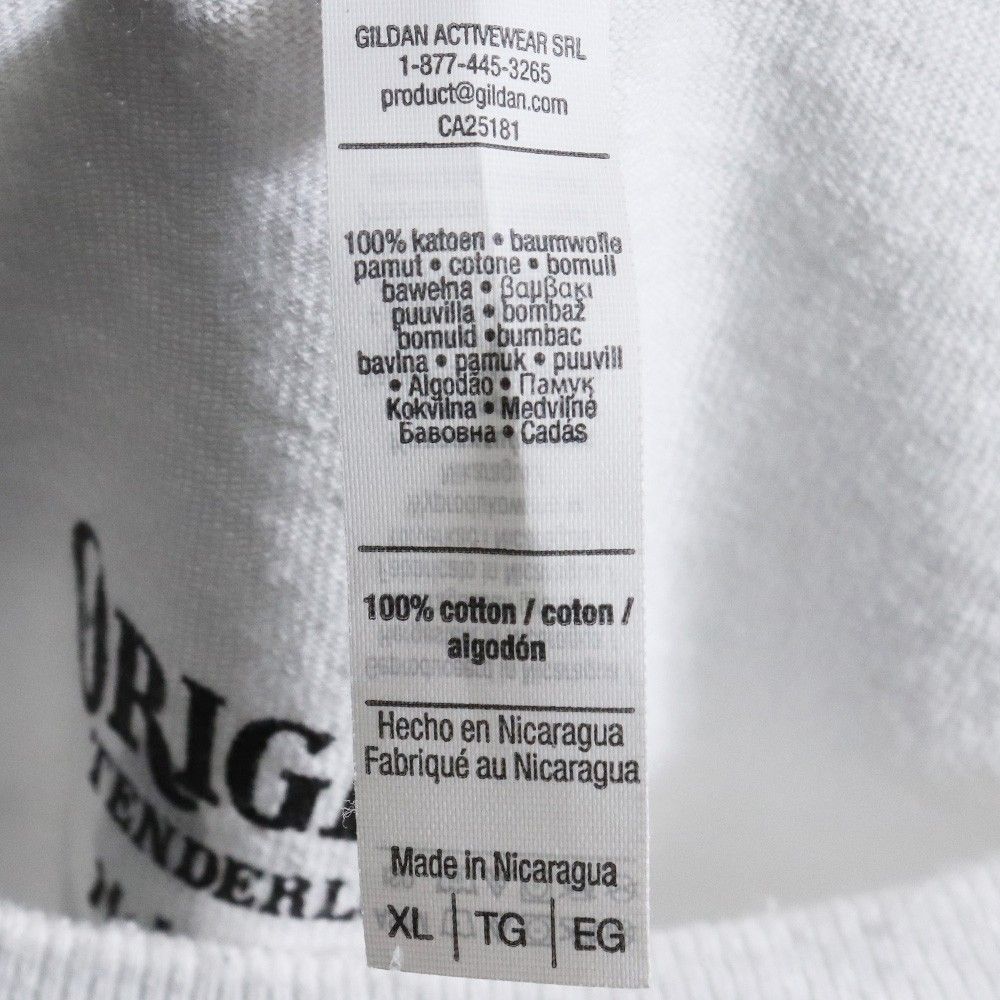 GILDAN ACTIVEWEAR SRL
1-877-445-3265
product@gildan.com
CA25181
100% katoen • baumwolle
pamut • cotone • bomull
bawełna • βαμβακι
puuvilla • bombaž
bomuld • bumbac
bavlna • pamuk • puuvill
• Algodão • Памук
Kokvilna • Medvilnė
Бавовна • Cadás
100% cotton / coton /
algodón
Hecho en Nicaragua
Fabriqué au Nicaragua
Made in Nicaragua
XL | TG | EG
ORIG
TENDERL